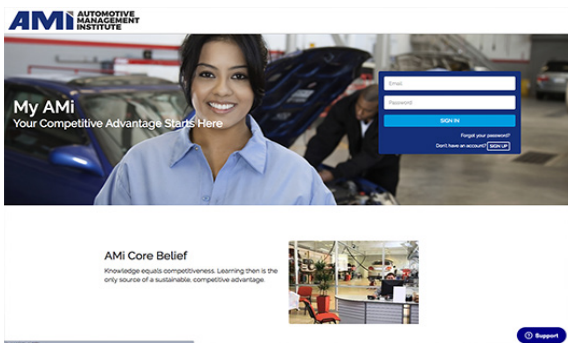 AMi AUTOMOTIVE
MANAGEMENT
INSTITUTE
My AMi
Your Competitive Advantage Starts Here
Email
Password
SIGN IN
Forgot your password?
Don't have an account? SIGN UP
AMi Core Belief
Knowledge equals competitiveness. Learning then is the
only source of a sustainable, competitive advantage.
Support